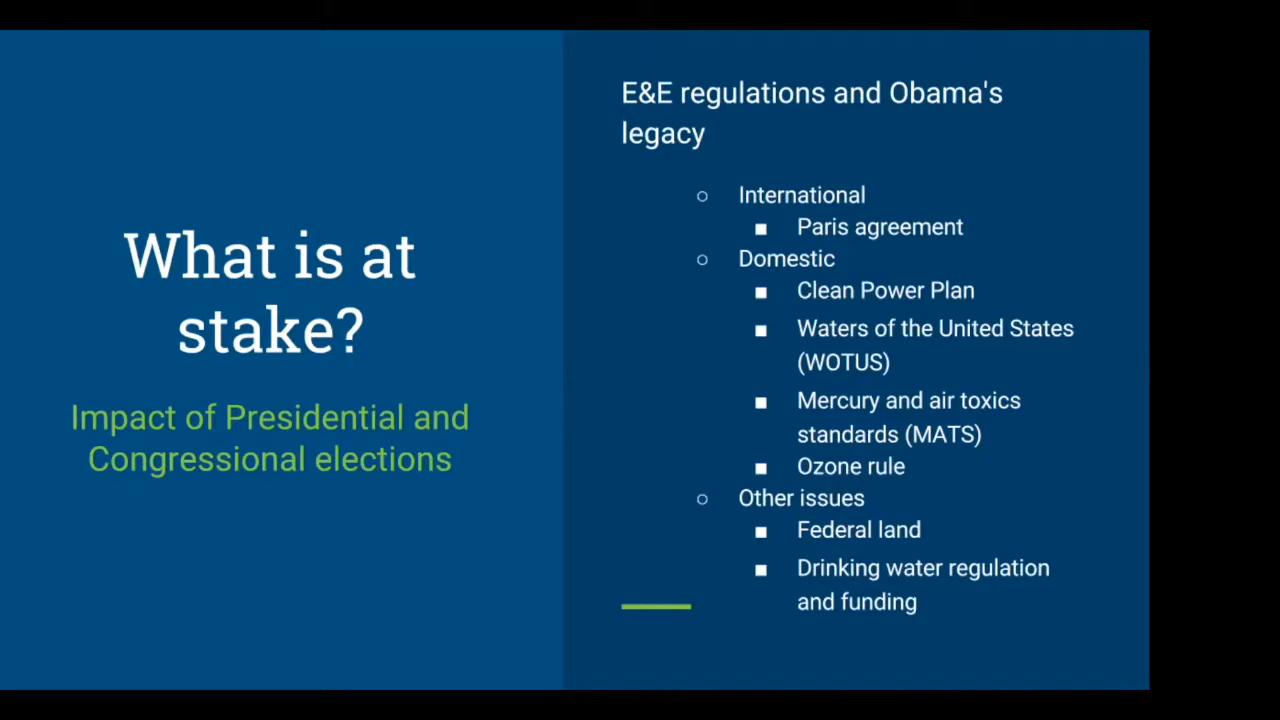 What is at
stake?
Impact of Presidential and
Congressional elections
E&E regulations and Obama's
legacy
International
Paris agreement
Domestic
Clean Power Plan
Waters of the United States
(WOTUS)
Mercury and air toxics
standards (MATS)
Ozone rule
Other issues
Federal land
Drinking water regulation
and funding